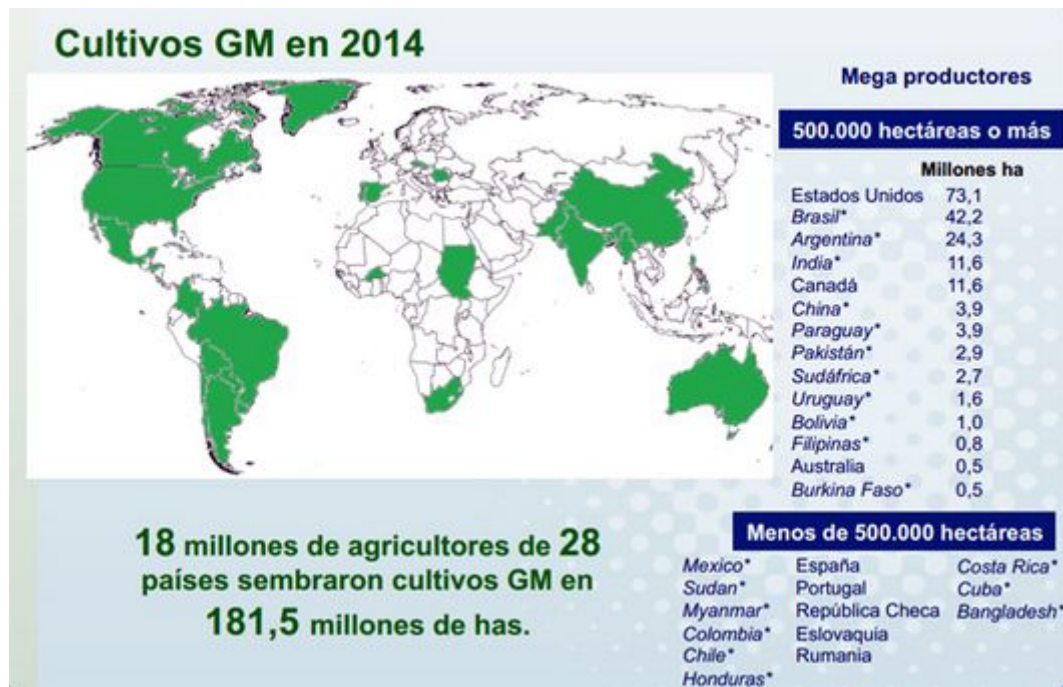 Cultivos GM en 2014
Mega productores
500.000 hectáreas o más
Millones ha
Estados Unidos 73,1
Brasil* 42,2
Argentina* 24,3
India* 11,6
Canadá 11,6
China* 3,9
Paraguay* 3,9
Pakistán* 2,9
Sudáfrica* 2,7
Uruguay* 1,6
Bolivia* 1,0
Filipinas* 0,8
Australia 0,5
Burkina Faso* 0,5
18 millones de agricultores de 28
países sembraron cultivos GM en
181,5 millones de has.
Menos de 500.000 hectáreas
Mexico* España Costa Rica*
Sudan* Portugal Cuba*
Myanmar* República Checa Bangladesh*
Colombia* Eslovaquia
Chile* Rumania
Honduras*